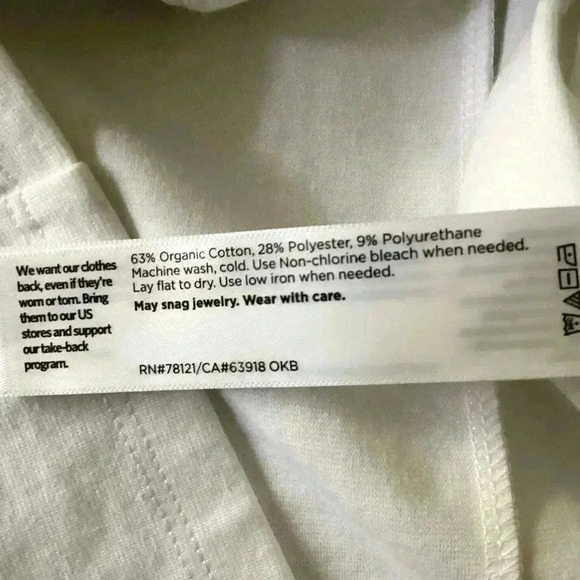 We want our clothes
back, even if they're
worn or torn. Bring
them to our US
stores and support
our take-back
program.
63% Organic Cotton, 28% Polyester, 9% Polyurethane
Machine wash, cold. Use Non-chlorine bleach when needed.
Lay flat to dry. Use low iron when needed.
May snag jewelry. Wear with care.
RN#78121/CA#63918 OKB